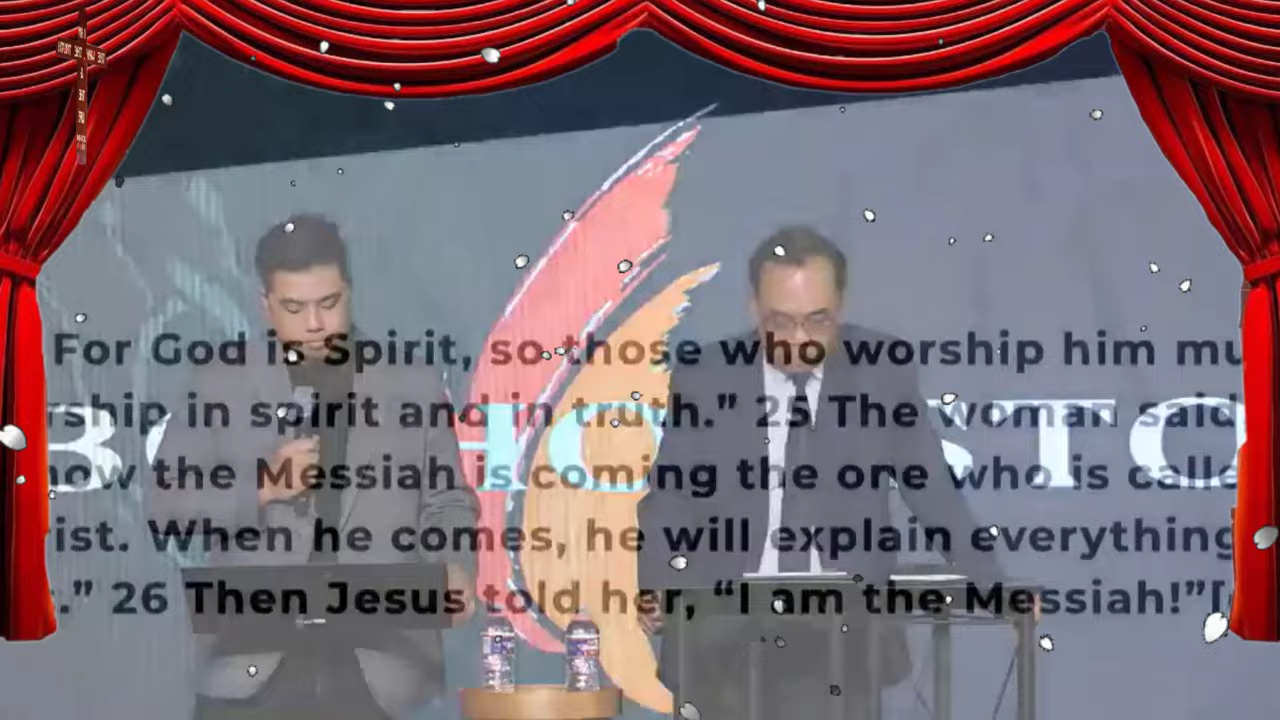 For God is Spirit, so those who worship him mu
rship in spirit and in truth.” 25 The woman said
now the Messiah is coming the one who is calle
rist. When he comes, he will explain everything
.” 26 Then Jesus told her, “I am the Messiah!”[